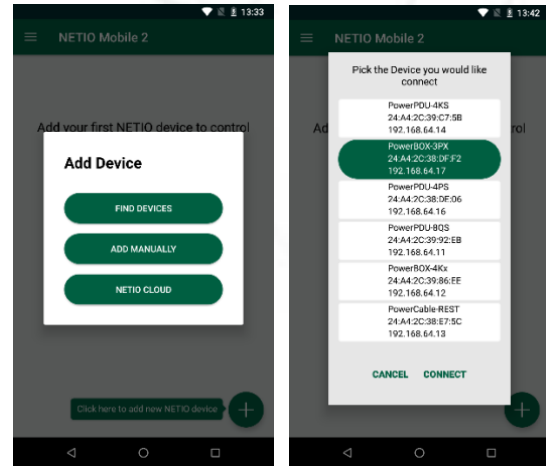 13:33
NETIO Mobile 2
Add your first NETIO device to control
Add Device
FIND DEVICES
ADD MANUALLY
NETIO CLOUD
Click here to add new NETIO device
13:42
NETIO Mobile 2
Pick the Device you would like
connect
Ad
rol
PowerPDU-4KS
24:A4:2C:39:C7:5B
192.168.64.14
PowerBOX-3PX
24:A4:2C:38:DF:F2
192.168.64.17
PowerPDU-4PS
24:A4:2C:38:DE:06
192.168.64.16
PowerPDU-8QS
24:A4:2C:39:92:EB
192.168.64.11
PowerBOX-4Kx
24:A4:2C:39:86:EE
192.168.64.12
PowerCable-REST
24:A4:2C:38:E7:5C
192.168.64.13
CANCEL CONNECT